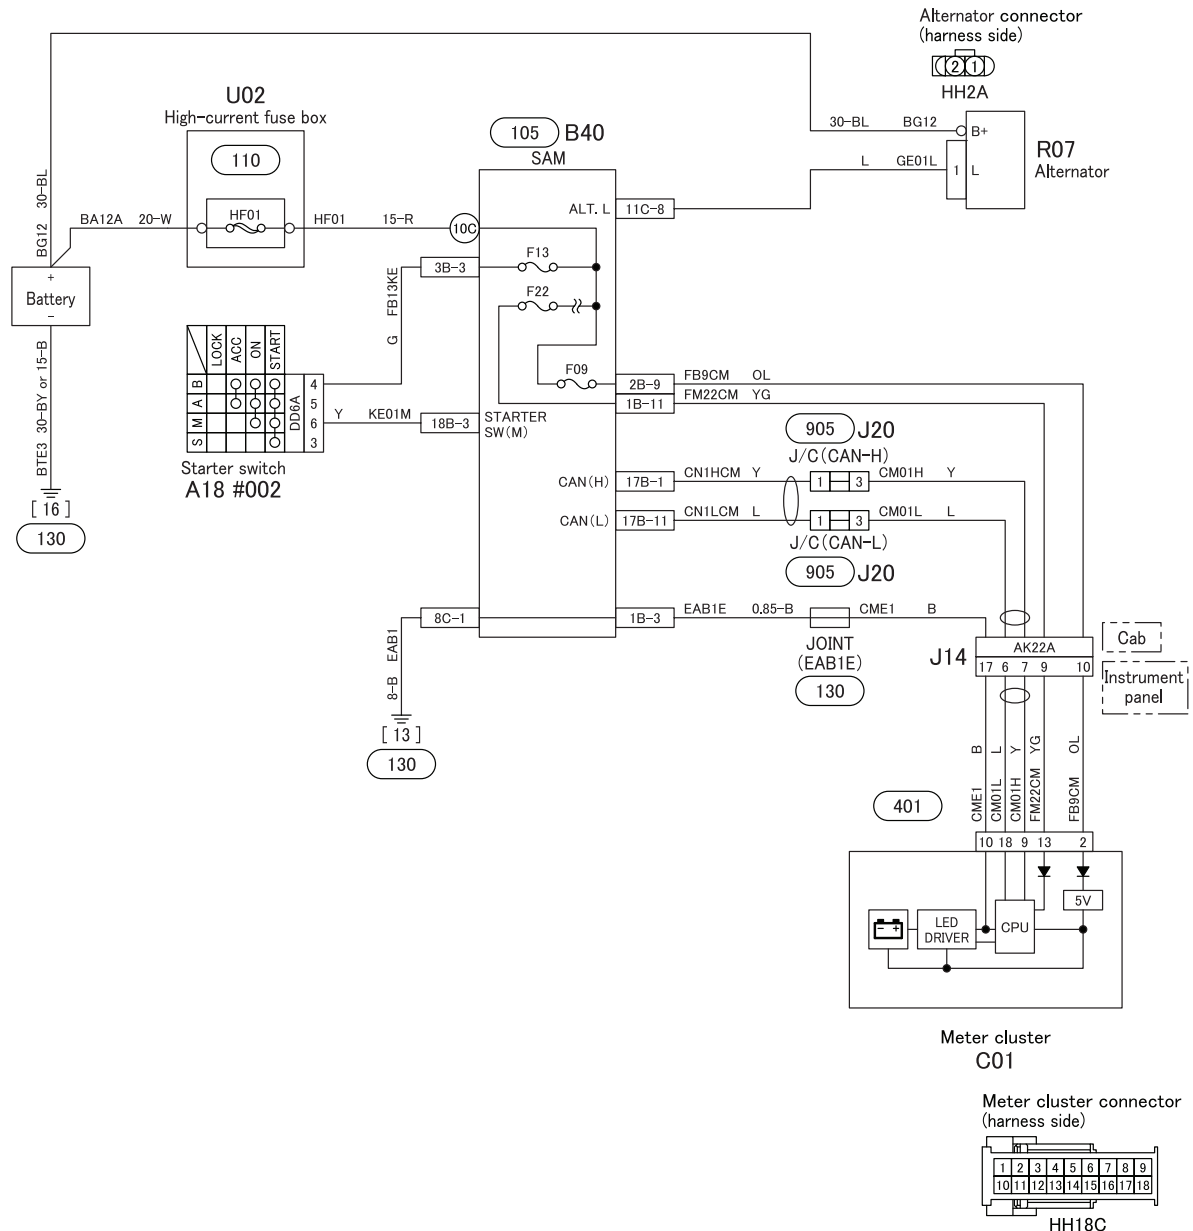 Alternator connector
(harness side)
2 1
HH2A
U02
High-current fuse box
110
HF01
BA12A 20-W
HF01 15-R
10C
BG12 30-BL
Battery
+
−
BTE3 30-BY or 15-B
[ 16 ]
130
105 B40
SAM
30-BL BG12
B+
L GE01L
1 L
R07
Alternator
ALT. L 11C-8
3B-3
F13
F22
F09
G FB13KE
LOCK ACC ON START
B 4
A 5
M 6
S 3
DD6A
Y KE01M
18B-3
STARTER
SW(M)
Starter switch
A18 #002
2B-9 FB9CM OL
1B-11 FM22CM YG
905 J20
J/C(CAN-H)
CAN(H) 17B-1 CN1HCM Y 1 3 CM01H Y
CAN(L) 17B-11 CN1LCM L 1 3 CM01L L
J/C(CAN-L)
905 J20
8C-1
1B-3 EAB1E 0.85-B CME1 B
JOINT
(EAB1E)
130
8-B EAB1
[ 13 ]
130
J14
AK22A
17 6 7 9 10
Cab
Instrument
panel
CME1 B
CM01L L
CM01H Y
FM22CM YG
FB9CM OL
401
10 18 9 13 2
5V
− +
LED
DRIVER
CPU
Meter cluster
C01
Meter cluster connector
(harness side)
1 2 3 4 5 6 7 8 9
10 11 12 13 14 15 16 17 18
HH18C